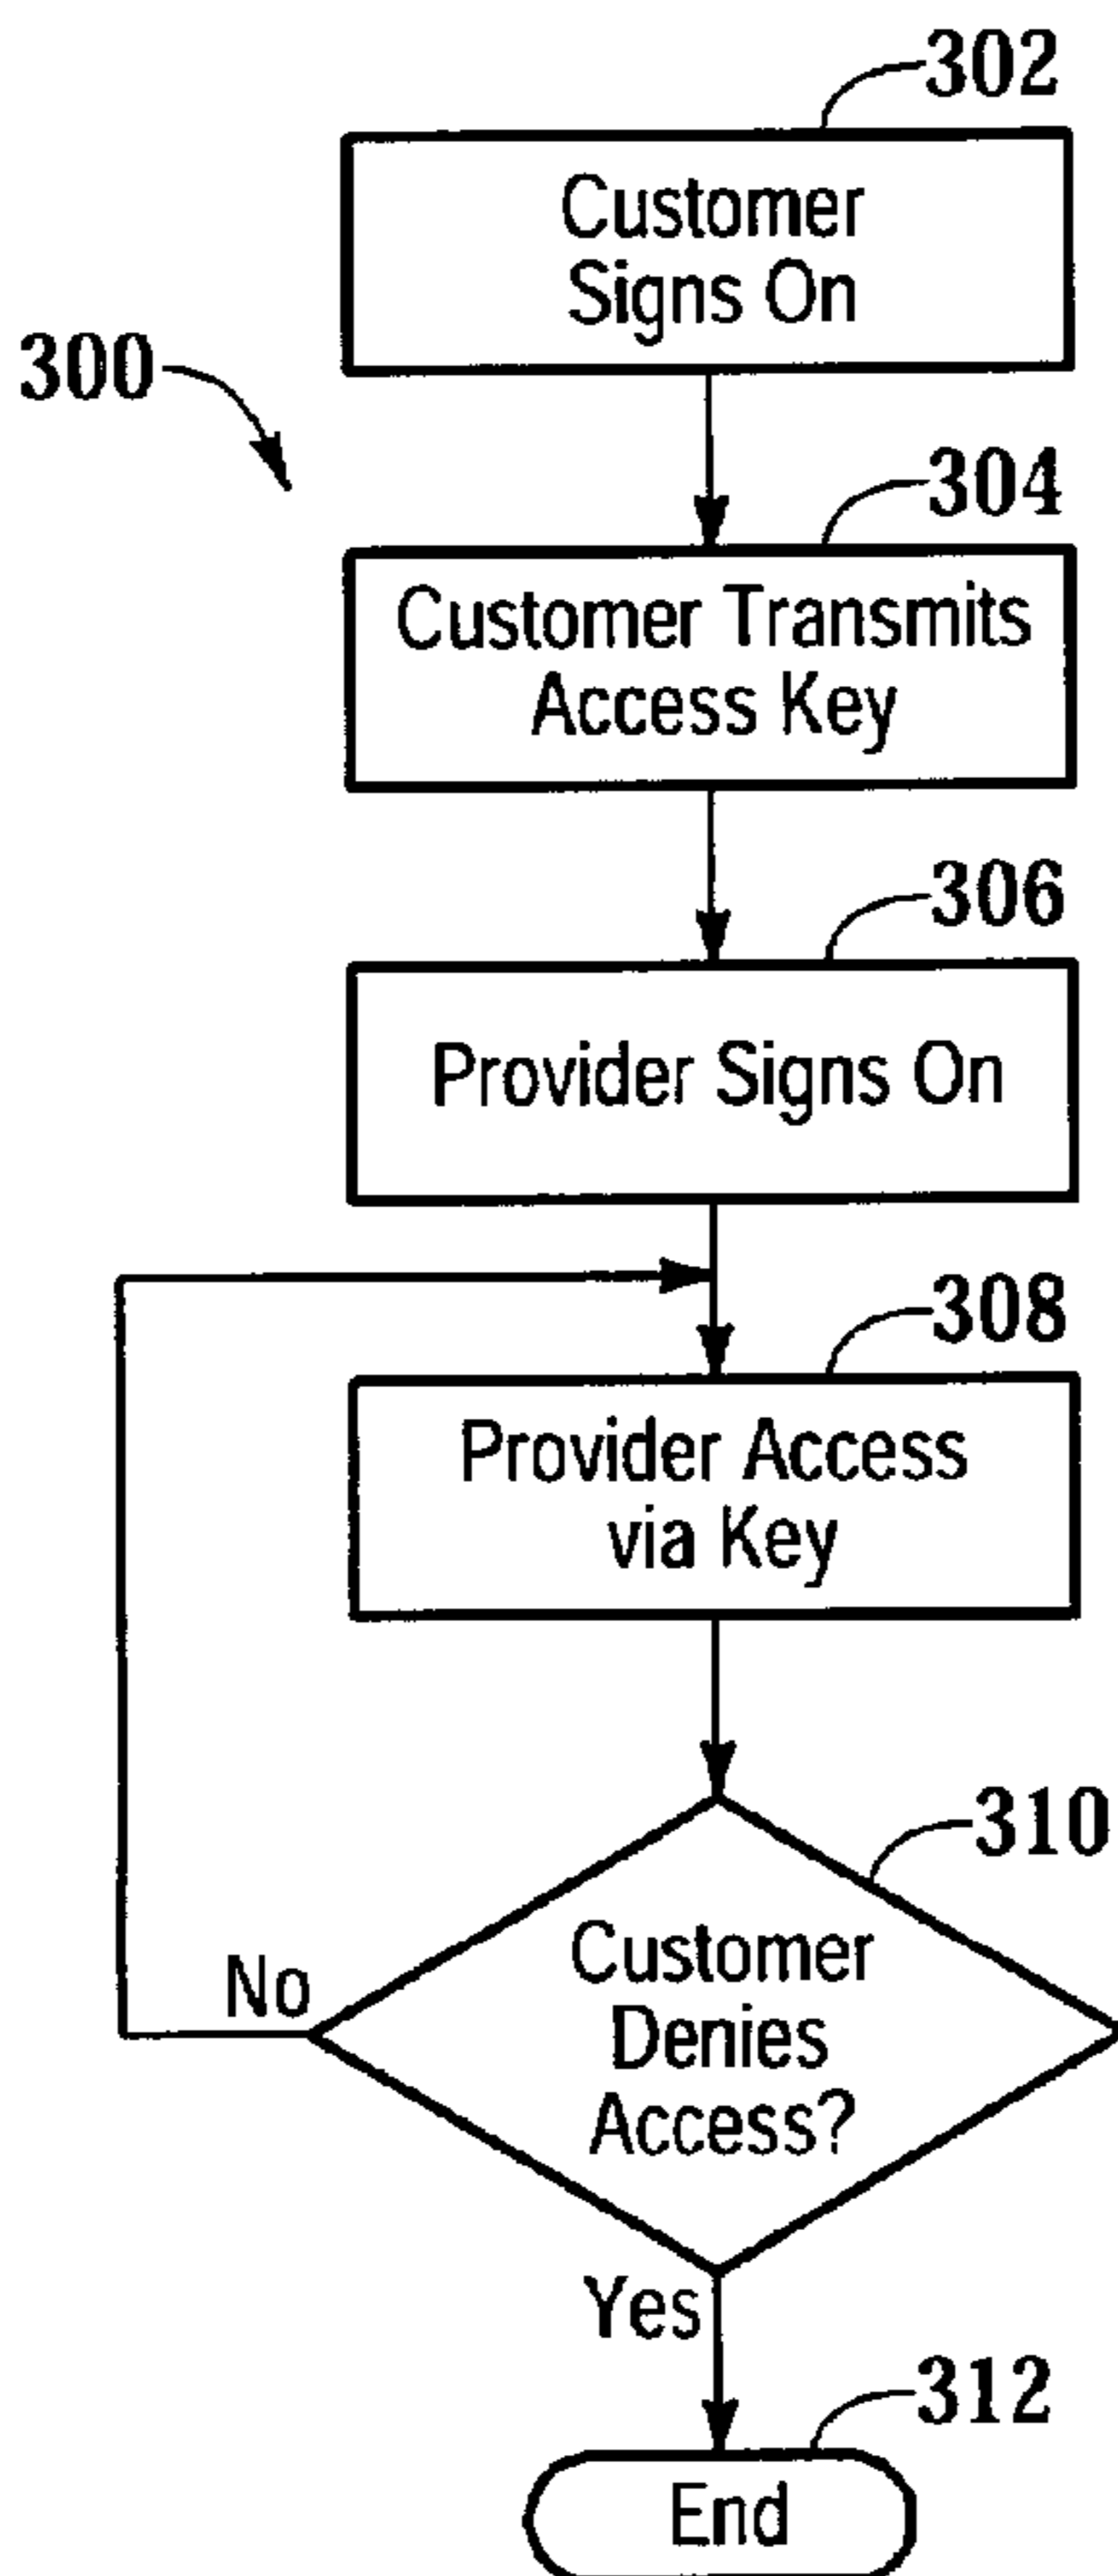 302
Customer
Signs On
300
304
Customer Transmits
Access Key
306
Provider Signs On
308
Provider Access
via Key
310
Customer
Denies
Access?
No
Yes
312
End